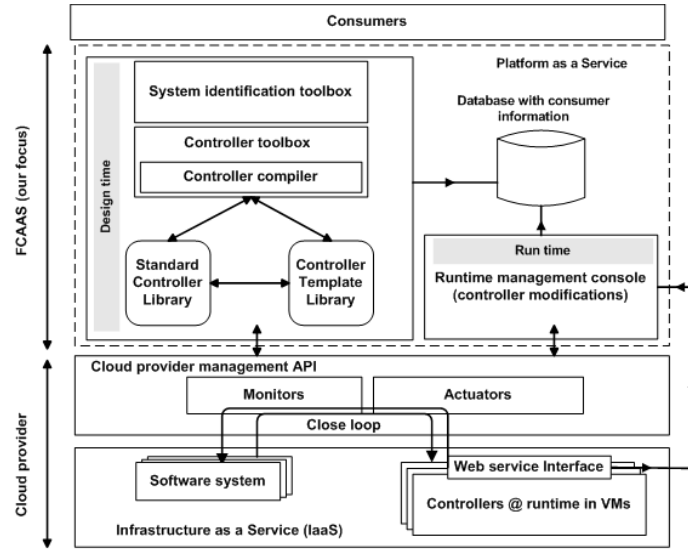 Consumers
FCAAS (our focus)
Platform as a Service
Design time
System identification toolbox
Controller toolbox
Controller compiler
Standard
Controller
Library
Controller
Template
Library
Database with consumer
information
Run time
Runtime management console
(controller modifications)
Cloud provider
Cloud provider management API
Monitors
Actuators
Close loop
Software system
Web service Interface
Controllers @ runtime in VMs
Infrastructure as a Service (IaaS)